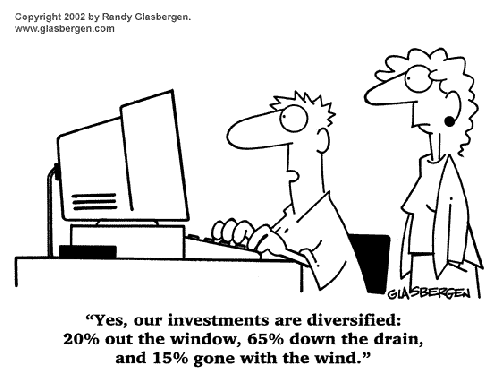 Copyright 2002 by Randy Glasbergen.
www.glasbergen.com
GLASBERGEN
“Yes, our investments are diversified:
20% out the window, 65% down the drain,
and 15% gone with the wind.”